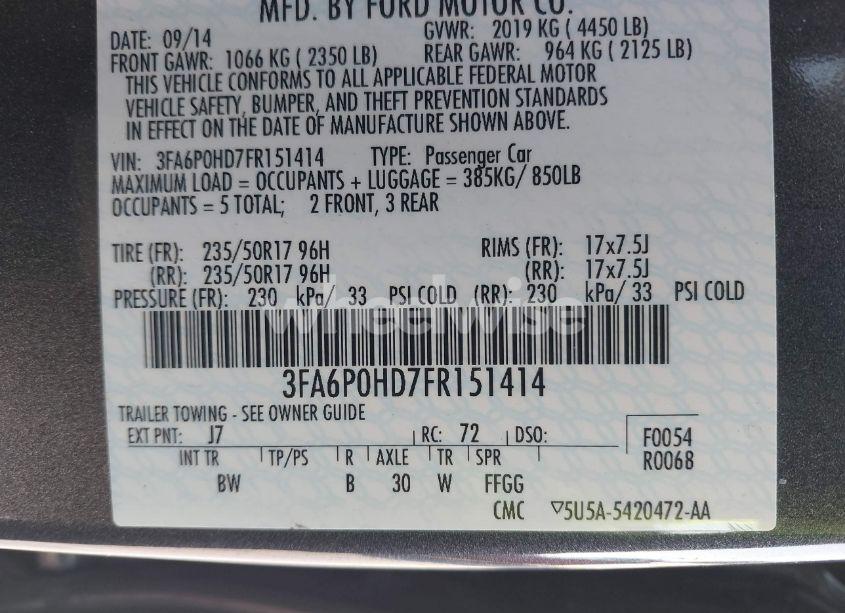 MFD. BY FORD MOTOR CO.
DATE: 09/14 GVWR: 2019 KG ( 4450 LB)
FRONT GAWR: 1066 KG ( 2350 LB) REAR GAWR: 964 KG ( 2125 LB)
THIS VEHICLE CONFORMS TO ALL APPLICABLE FEDERAL MOTOR
VEHICLE SAFETY, BUMPER, AND THEFT PREVENTION STANDARDS
IN EFFECT ON THE DATE OF MANUFACTURE SHOWN ABOVE.
VIN: 3FA6P0HD7FR151414 TYPE: Passenger Car
MAXIMUM LOAD = OCCUPANTS + LUGGAGE = 385KG/ 850LB
OCCUPANTS = 5 TOTAL; 2 FRONT, 3 REAR
TIRE (FR): 235/50R17 96H RIMS (FR): 17x7.5J
(RR): 235/50R17 96H (RR): 17x7.5J
PRESSURE (FR): 230 kPa/ 33 PSI COLD (RR): 230 kPa/ 33 PSI COLD
wheelwise
3FA6P0HD7FR151414
TRAILER TOWING - SEE OWNER GUIDE
EXT PNT: J7 RC: 72 DSO: F0054
INT TR TP/PS R AXLE TR SPR R0068
BW B 30 W FFGG
CMC ▽5U5A-5420472-AA